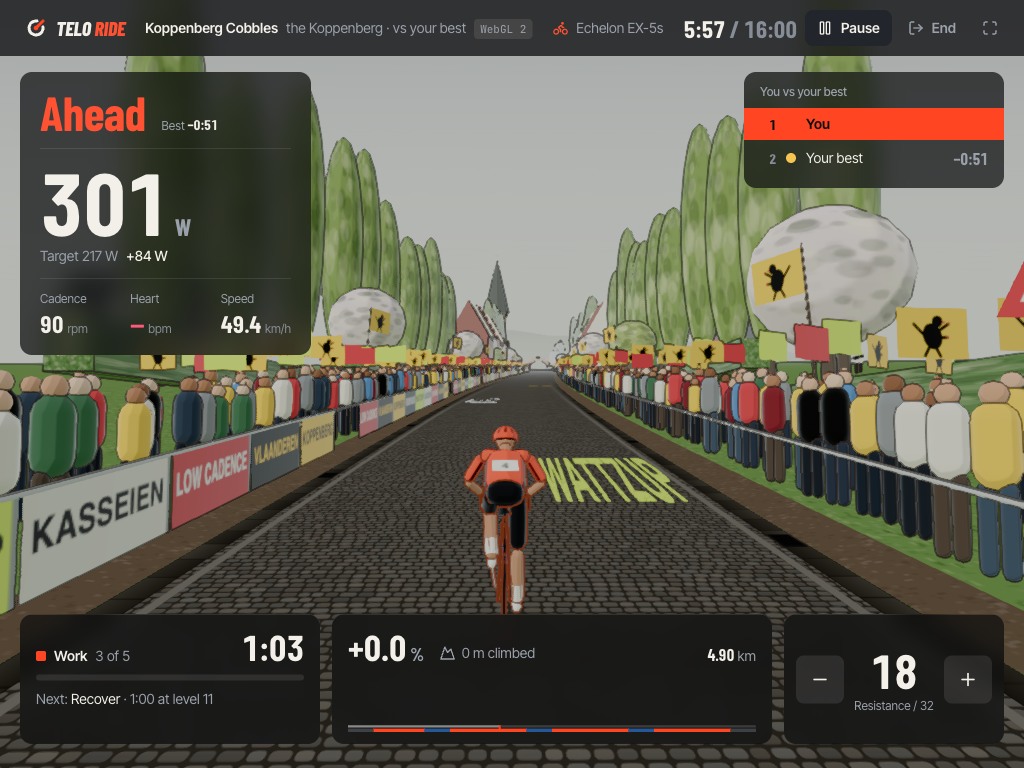 TELO RIDE
Koppenberg Cobbles the Koppenberg · vs your best WebGL 2
Echelon EX-5s
5:57 / 16:00
Pause
End
Ahead Best −0:51
301 W
Target 217 W +84 W
Cadence Heart Speed
90 rpm — bpm 49.4 km/h
You vs your best
1 You
2 Your best −0:51
KASSEIEN
LOW CADENCE
VLAANDEREN
KOPPENBERG
4
WATTZUP
Work 3 of 5 1:03
Next: Recover · 1:00 at level 11
+0.0 % 0 m climbed 4.90 km
− 18 +
Resistance / 32